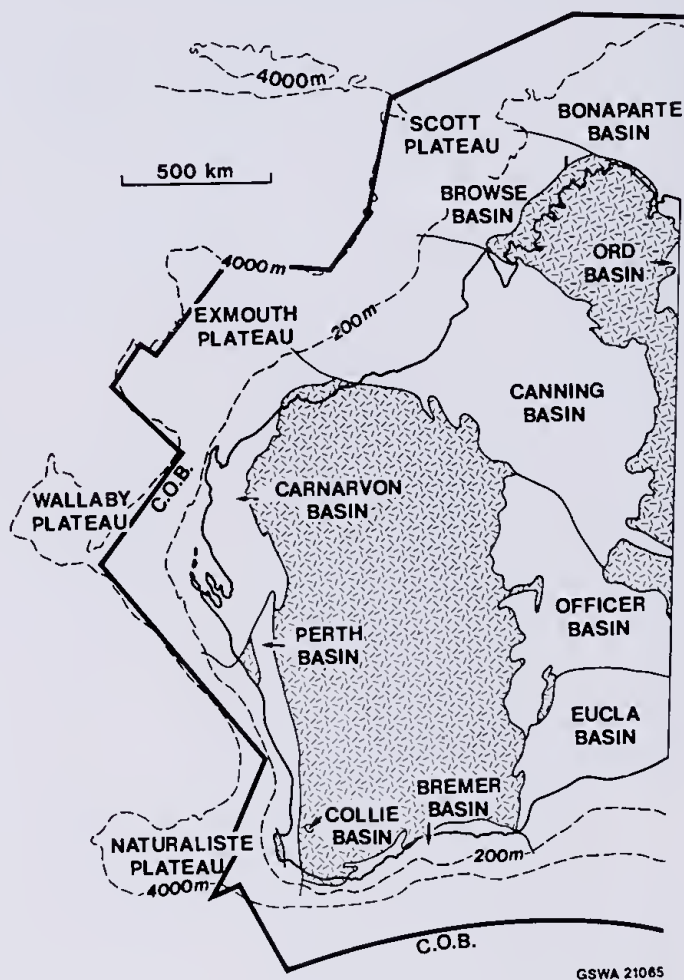 4000m
SCOTT
PLATEAU
BONAPARTE
BASIN
500 km
BROWSE
BASIN
ORD
BASIN
4000m
EXMOUTH
PLATEAU
200m
CANNING
BASIN
C.O.B.
WALLABY
PLATEAU
CARNARVON
BASIN
OFFICER
BASIN
PERTH
BASIN
EUCLA
BASIN
BREMER
BASIN
COLLIE
BASIN
NATURALISTE
PLATEAU
4000m
200m
C.O.B.
GSWA 21065